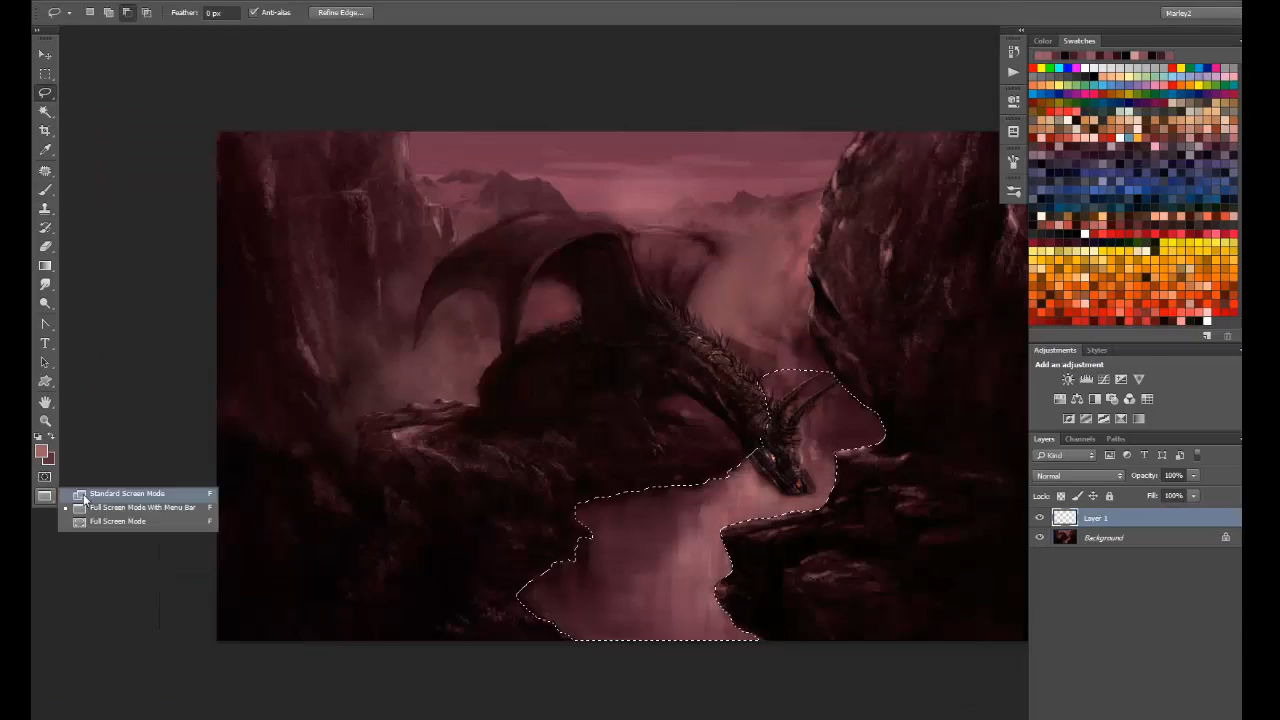 Feather: 0 px Anti-alias Refine Edge... Marley2
Color Swatches
Adjustments Styles
Add an adjustment
Layers Channels Paths
Kind
Normal Opacity: 100%
Lock: Fill: 100%
Layer 1
Background
Standard Screen Mode F
Full Screen Mode With Menu Bar F
Full Screen Mode F